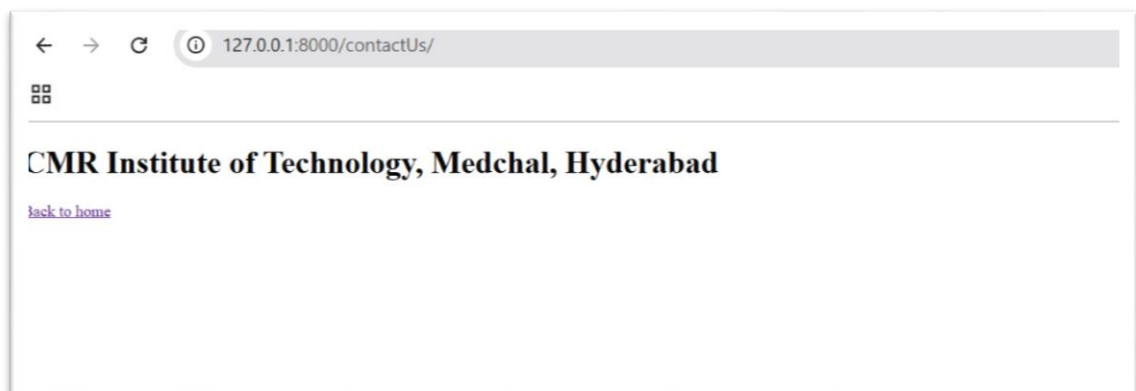 127.0.0.1:8000/contactUs/
CMR Institute of Technology, Medchal, Hyderabad
Back to home